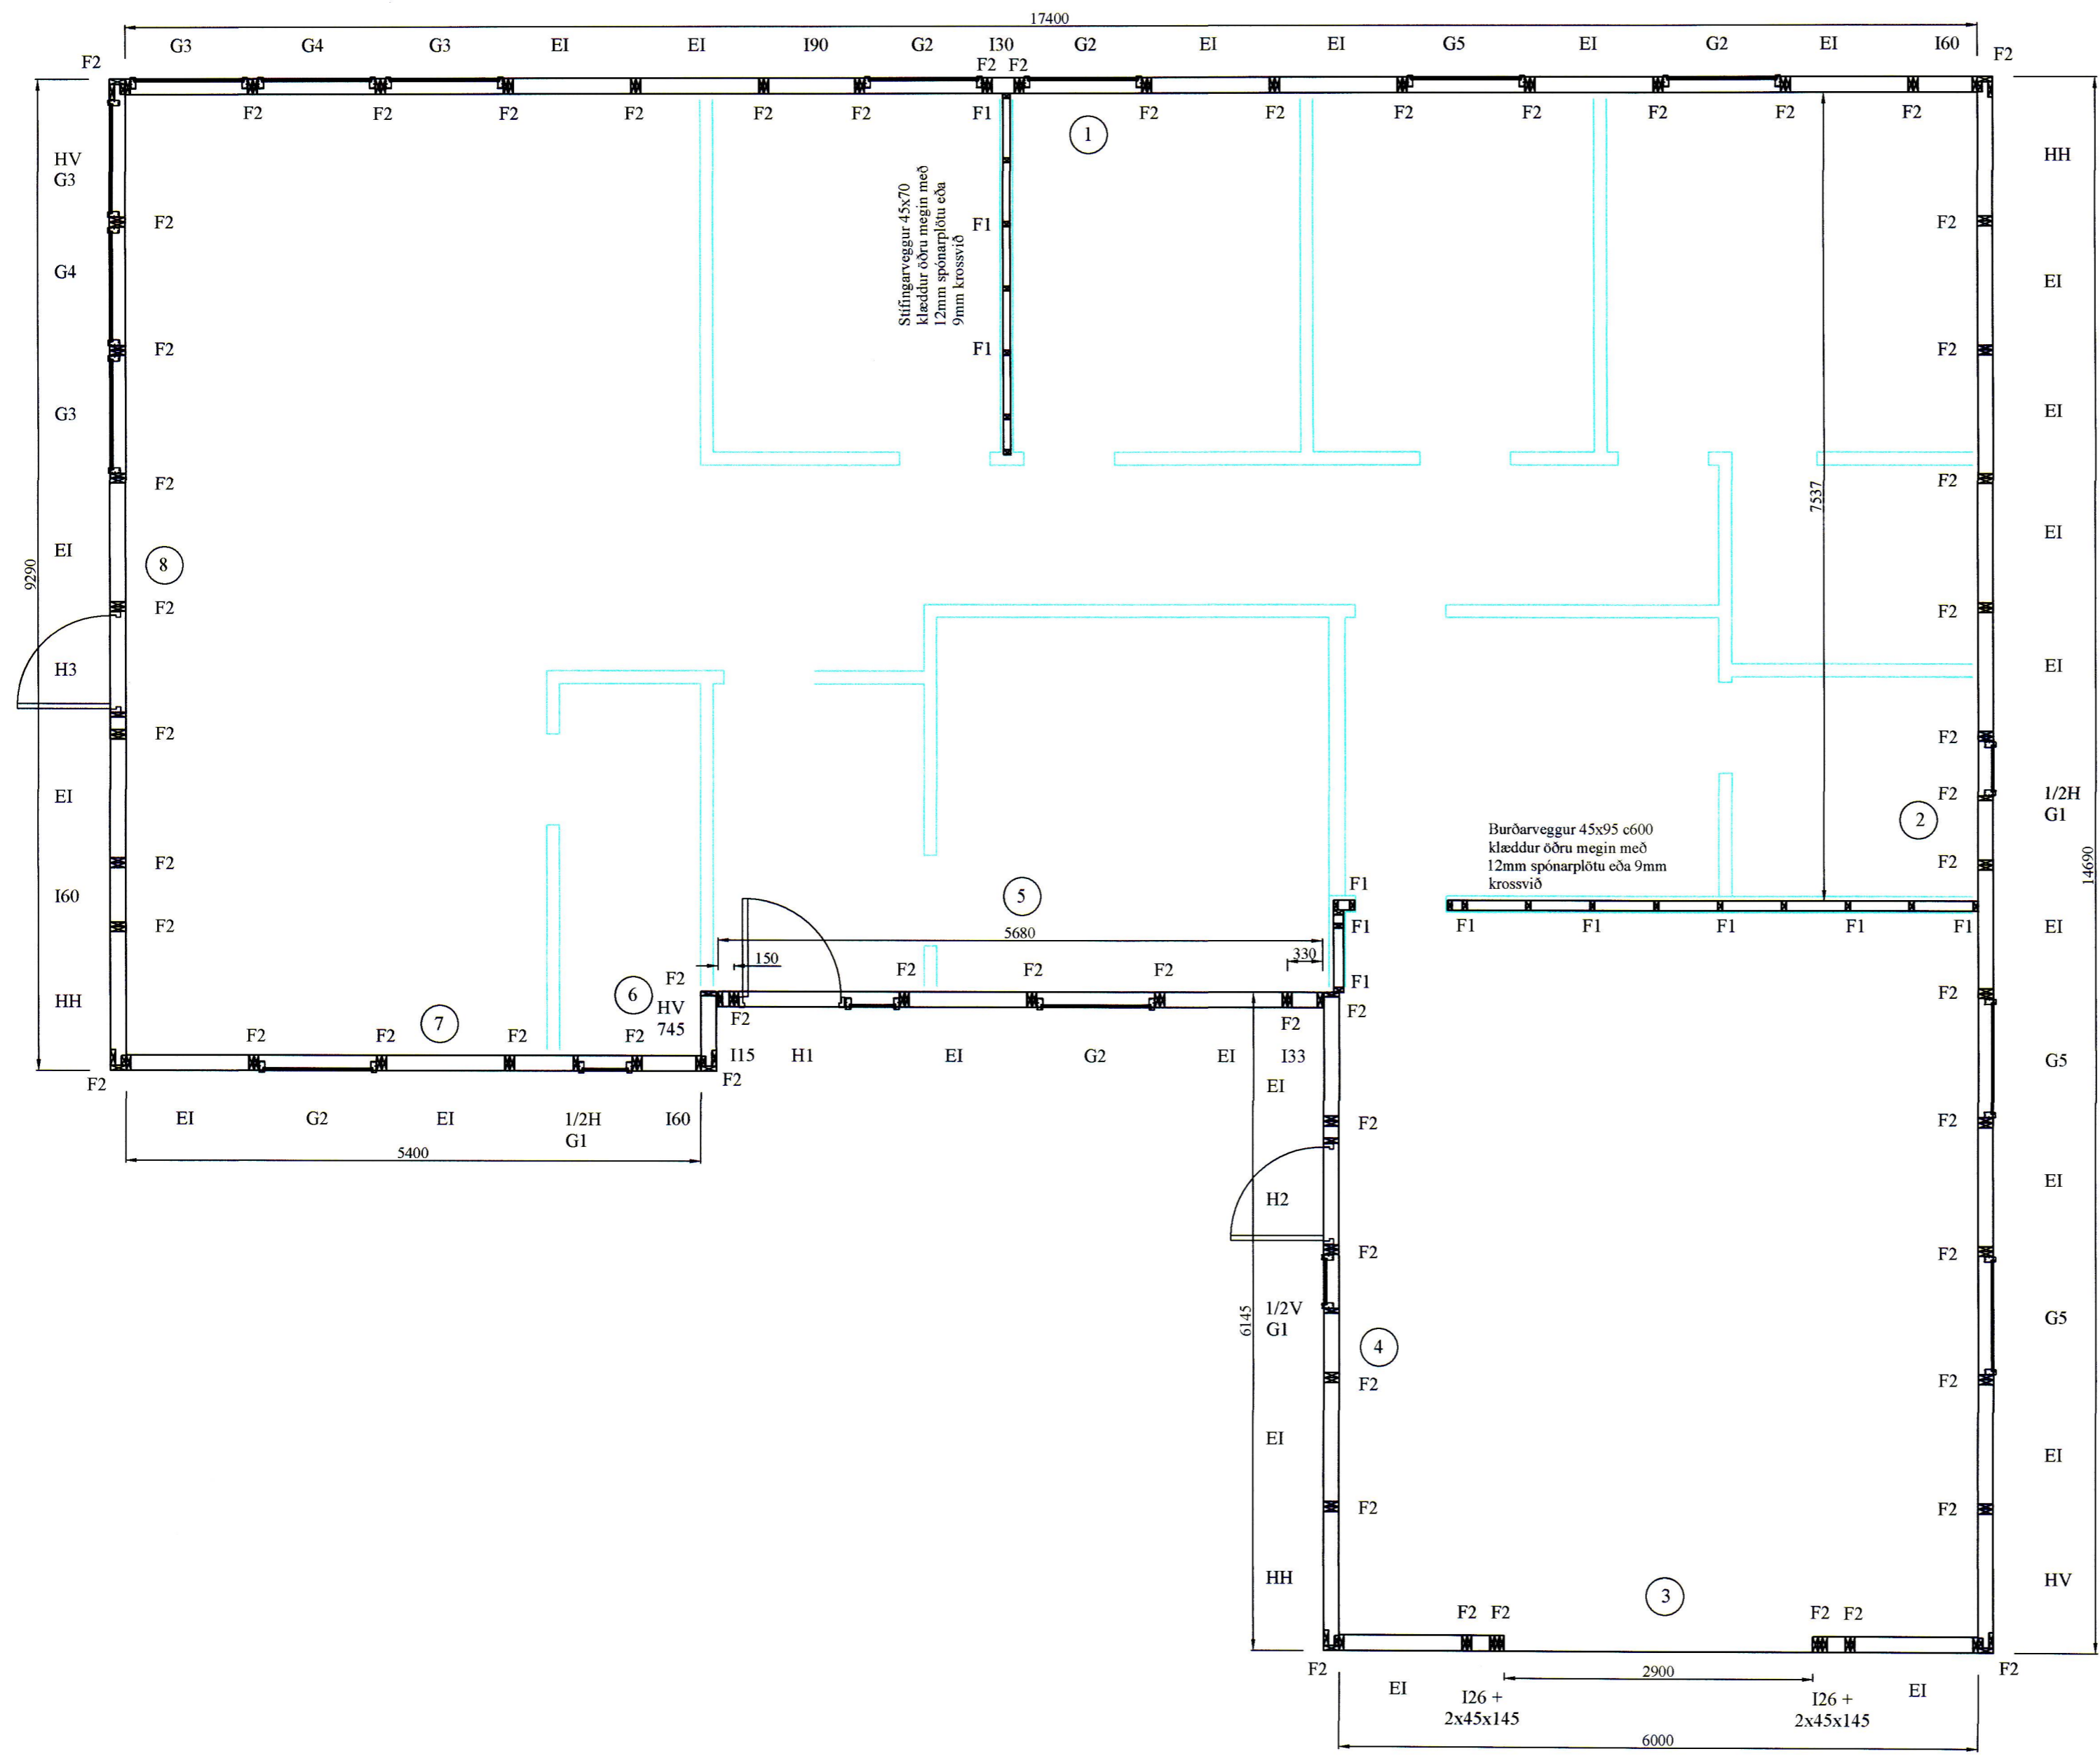 17400
G3 G4 G3 EI EI I90 G2 I30 G2 EI EI G5 EI G2 EI I60
F2 F2 F2 F2
F2 F2 F2 F2 F2 F2 F1 F2 F2 F2 F2 F2 F2 F2
1
HV
G3
HH
Stífingarveggur 45x70
klæddur öðru megin með
12mm spónarplötu eða
9mm krossvið
F2 F1 F2
G4 EI
F2 F1 F2
G3 EI
F2 7537 F2
EI EI
9290
8
F2 F2
H3 EI
F2 F2
EI F2 1/2H
G1
2
Burðarveggur 45x95 c600
klæddur öðru megin með
12mm spónarplötu eða 9mm
krossvið
F2 F2
14690
I60 5 F1
F2 F1 F1 F1 F1 F1 F1 EI
5680
150 330
F2 F2 F2 F2 F1
6 HV
745
HH F2 F2 F2 F2
7
F2 F2 F2 F2
I15 H1 EI G2 EI I33
G5
F2 F2 EI
EI G2 EI 1/2H
G1
I60
F2 F2
5400
H2 EI
F2 F2
6145
1/2V
G1
G5
4
F2 F2
EI EI
F2 F2
HH HV
3
F2 F2 F2 F2
F2 F2
2900
EI I26 +
2x45x145
I26 +
2x45x145
EI
6000